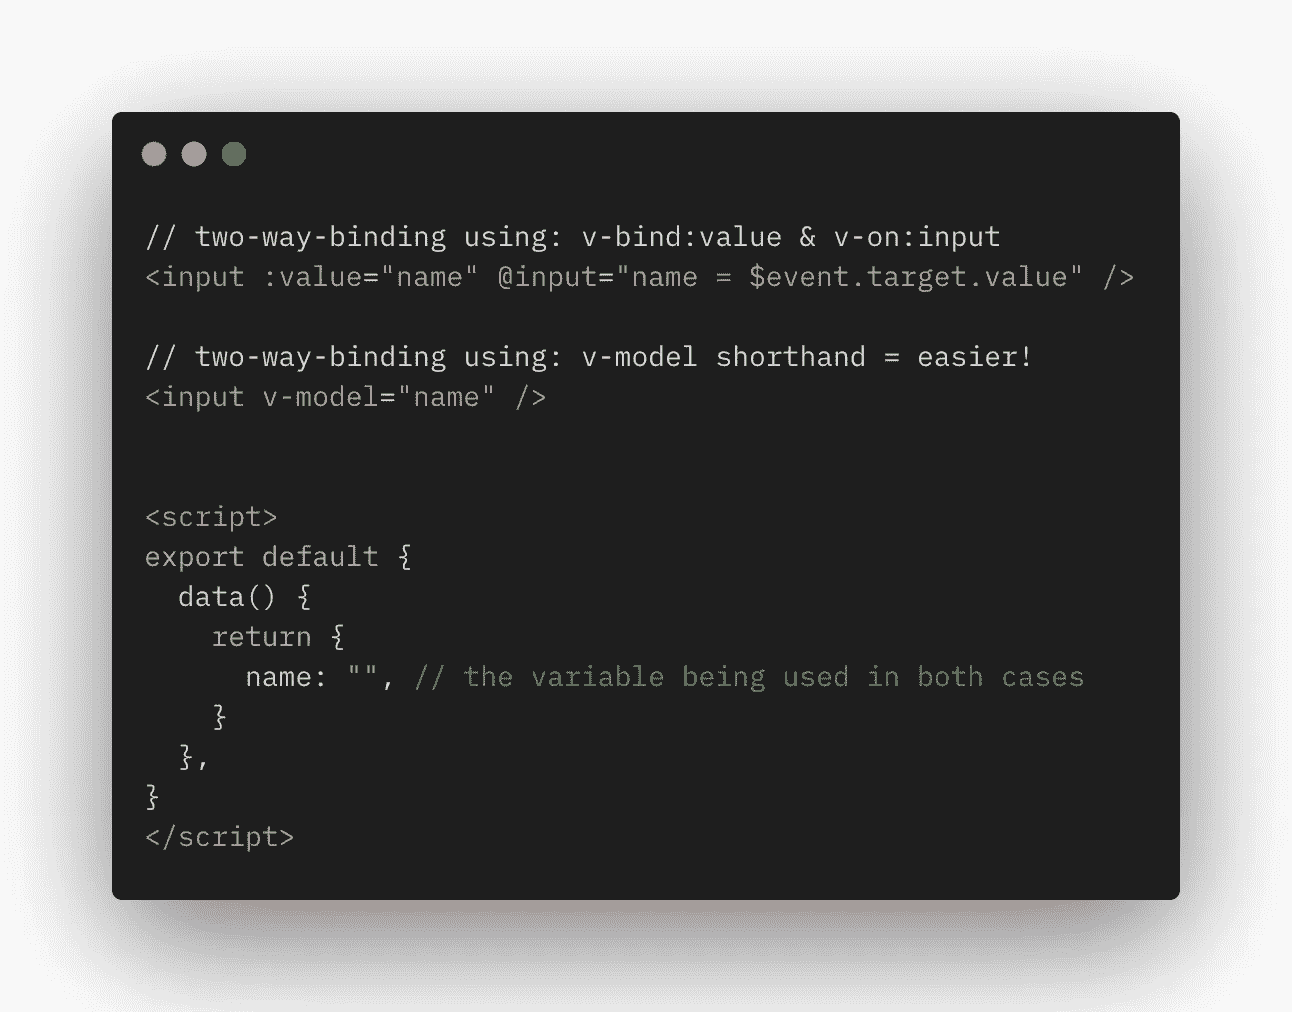 // two-way-binding using: v-bind:value & v-on:input
<input :value="name" @input="name = $event.target.value" />
// two-way-binding using: v-model shorthand = easier!
<input v-model="name" />
<script>
export default {
  data() {
    return {
      name: "", // the variable being used in both cases
    }
  },
}
</script>